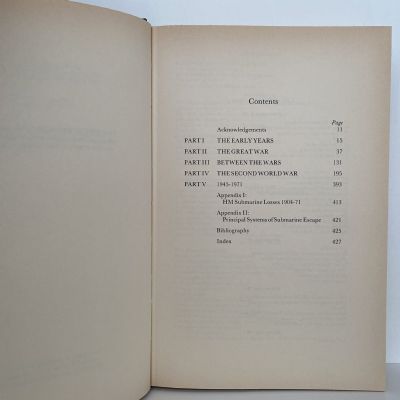 Contents
Page
Acknowledgements 11
PART I THE EARLY YEARS 15
PART II THE GREAT WAR 37
PART III BETWEEN THE WARS 131
PART IV THE SECOND WORLD WAR 195
PART V 1945-1971 393
Appendix I:
HM Submarine Losses 1904-71 413
Appendix II:
Principal Systems of Submarine Escape 421
Bibliography 425
Index 427